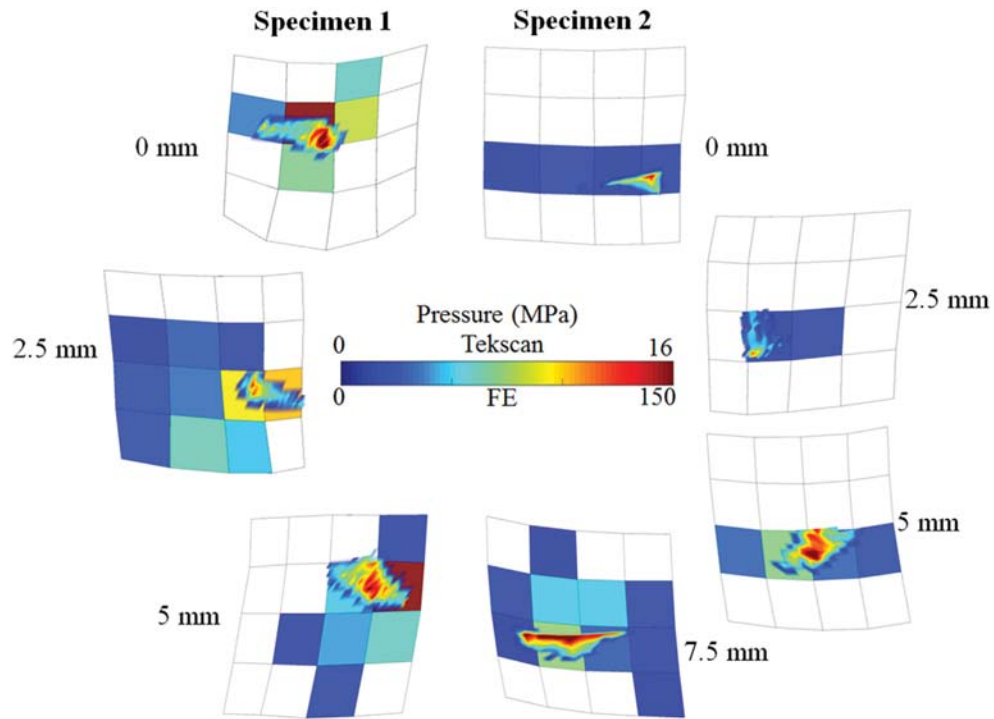 Specimen 1
Specimen 2
0 mm
0 mm
2.5 mm
2.5 mm
Pressure (MPa)
0 Tekscan 16
0 FE 150
5 mm
5 mm
7.5 mm